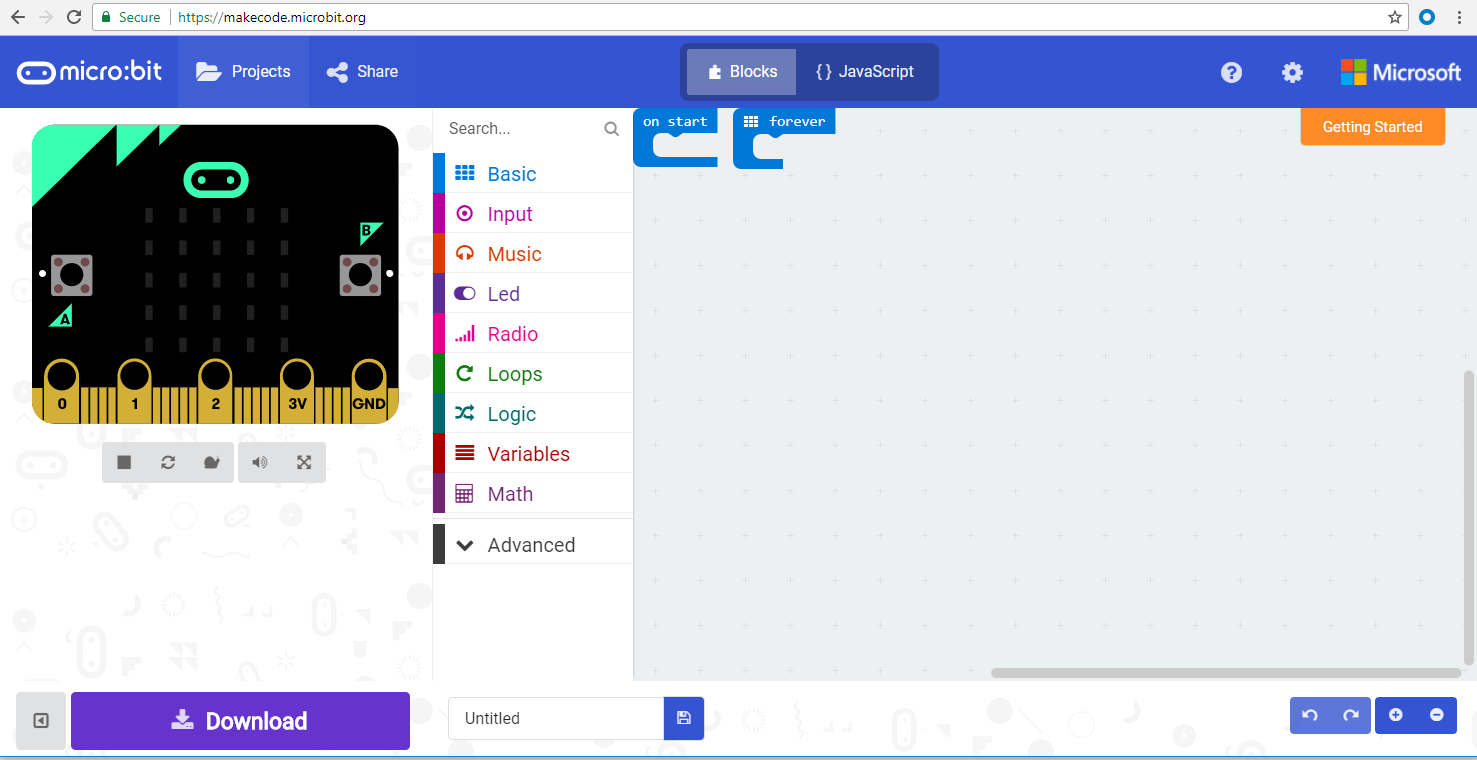 Secure | https://makecode.microbit.org
micro:bit Projects Share Blocks {} JavaScript Microsoft
Search...
on start
forever
Getting Started
Basic
Input
Music
Led
Radio
Loops
Logic
Variables
Math
Advanced
B
A
0 1 2 3V GND
Download
Untitled